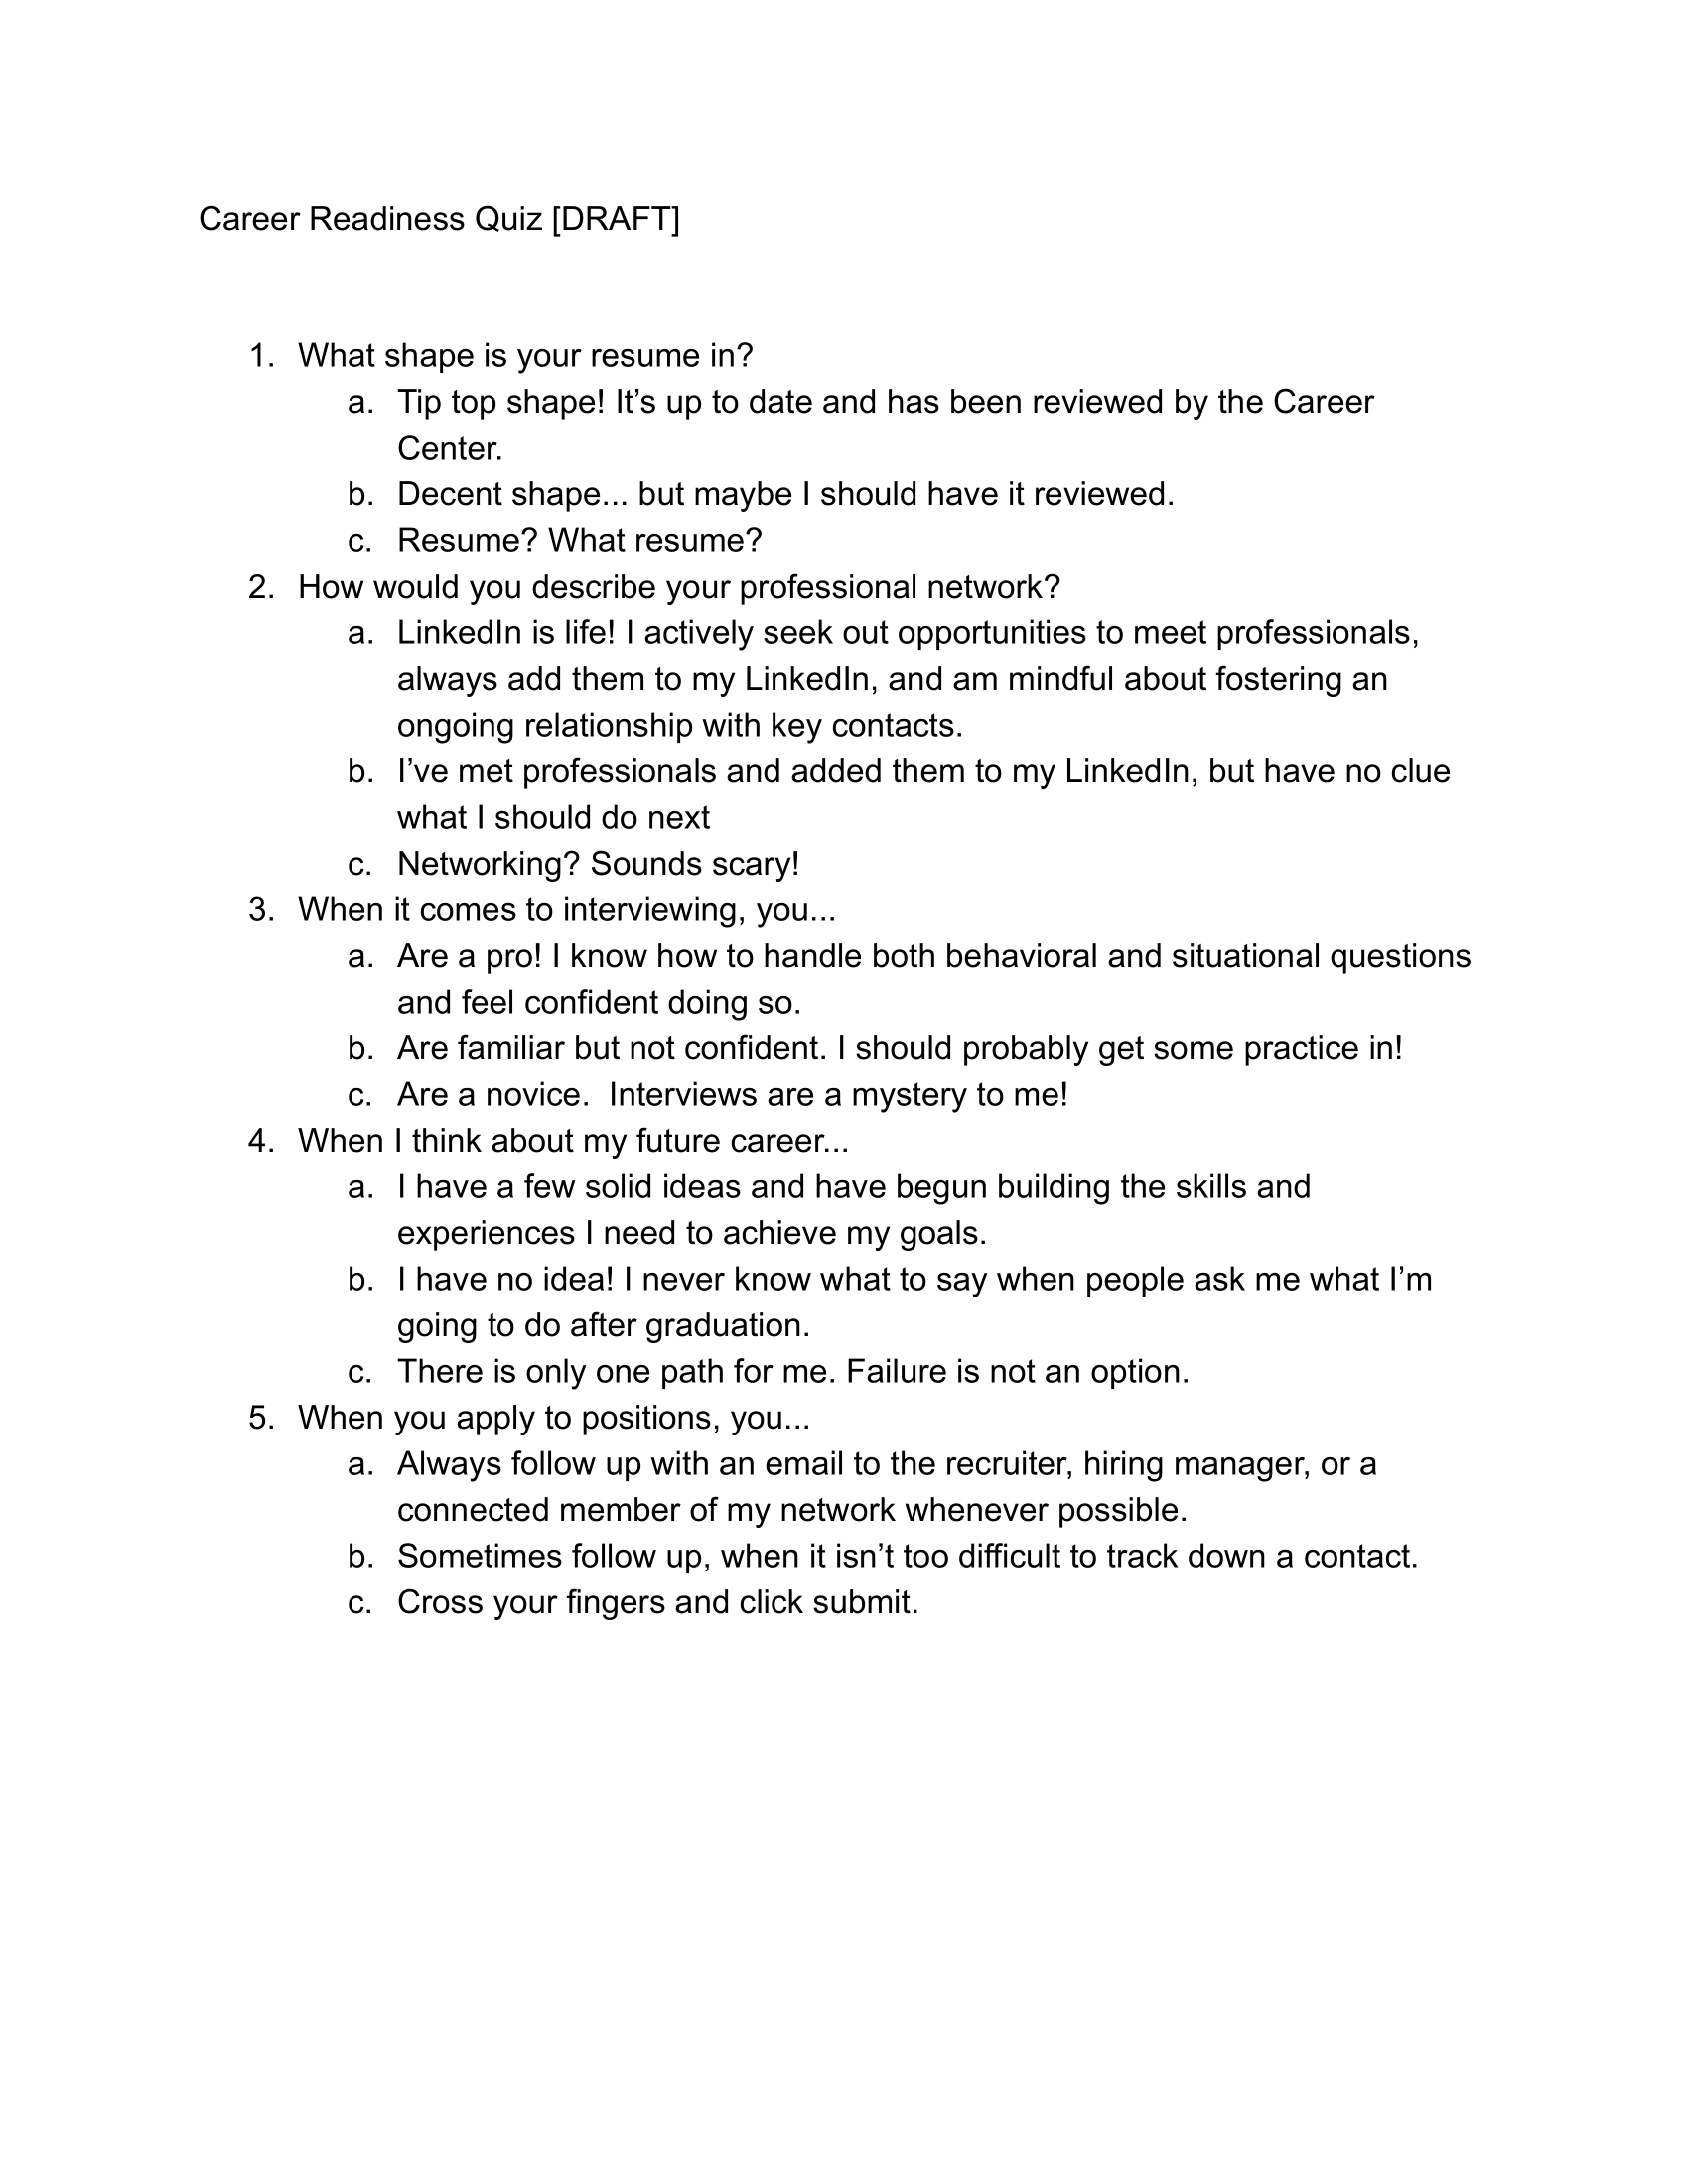 Career Readiness Quiz [DRAFT]
1. What shape is your resume in?
a. Tip top shape! It’s up to date and has been reviewed by the Career
Center.
b. Decent shape... but maybe I should have it reviewed.
c. Resume? What resume?
2. How would you describe your professional network?
a. LinkedIn is life! I actively seek out opportunities to meet professionals,
always add them to my LinkedIn, and am mindful about fostering an
ongoing relationship with key contacts.
b. I’ve met professionals and added them to my LinkedIn, but have no clue
what I should do next
c. Networking? Sounds scary!
3. When it comes to interviewing, you...
a. Are a pro! I know how to handle both behavioral and situational questions
and feel confident doing so.
b. Are familiar but not confident. I should probably get some practice in!
c. Are a novice.  Interviews are a mystery to me!
4. When I think about my future career...
a. I have a few solid ideas and have begun building the skills and
experiences I need to achieve my goals.
b. I have no idea! I never know what to say when people ask me what I’m
going to do after graduation.
c. There is only one path for me. Failure is not an option.
5. When you apply to positions, you...
a. Always follow up with an email to the recruiter, hiring manager, or a
connected member of my network whenever possible.
b. Sometimes follow up, when it isn’t too difficult to track down a contact.
c. Cross your fingers and click submit.